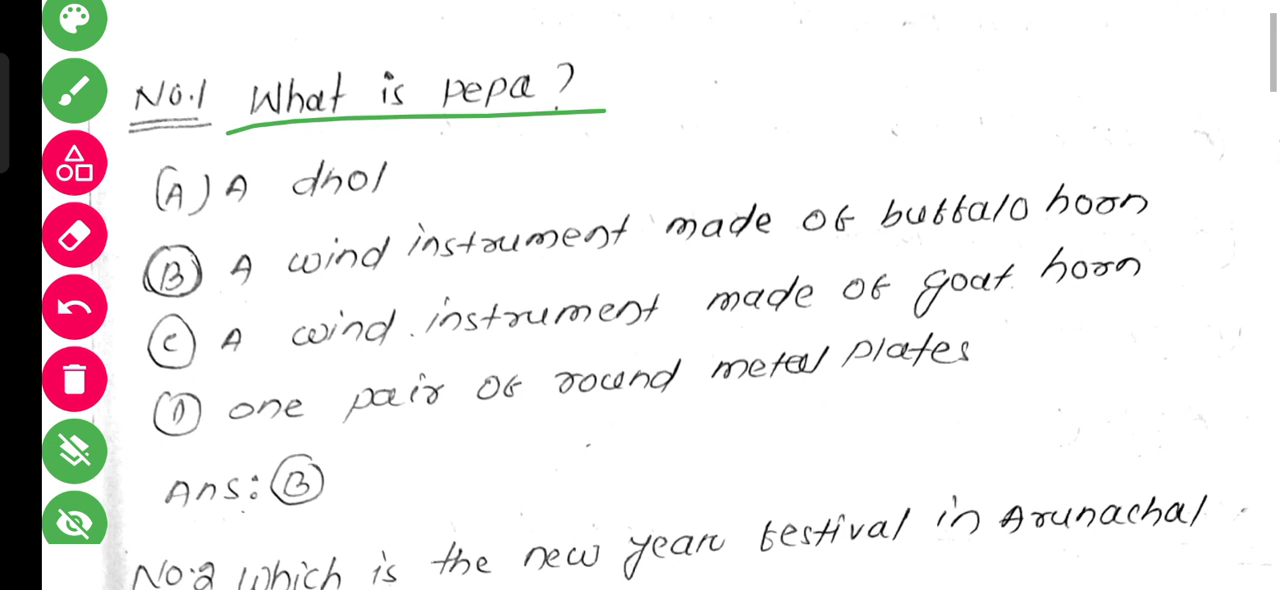 No.1 What is pepa?
(A) A dhol
(B) A wind instrument made of buffalo horn
(C) A wind instrument made of goat horn
(D) one pair of round metal plates
Ans: (B)
No.2 which is the new year festival in Arunachal